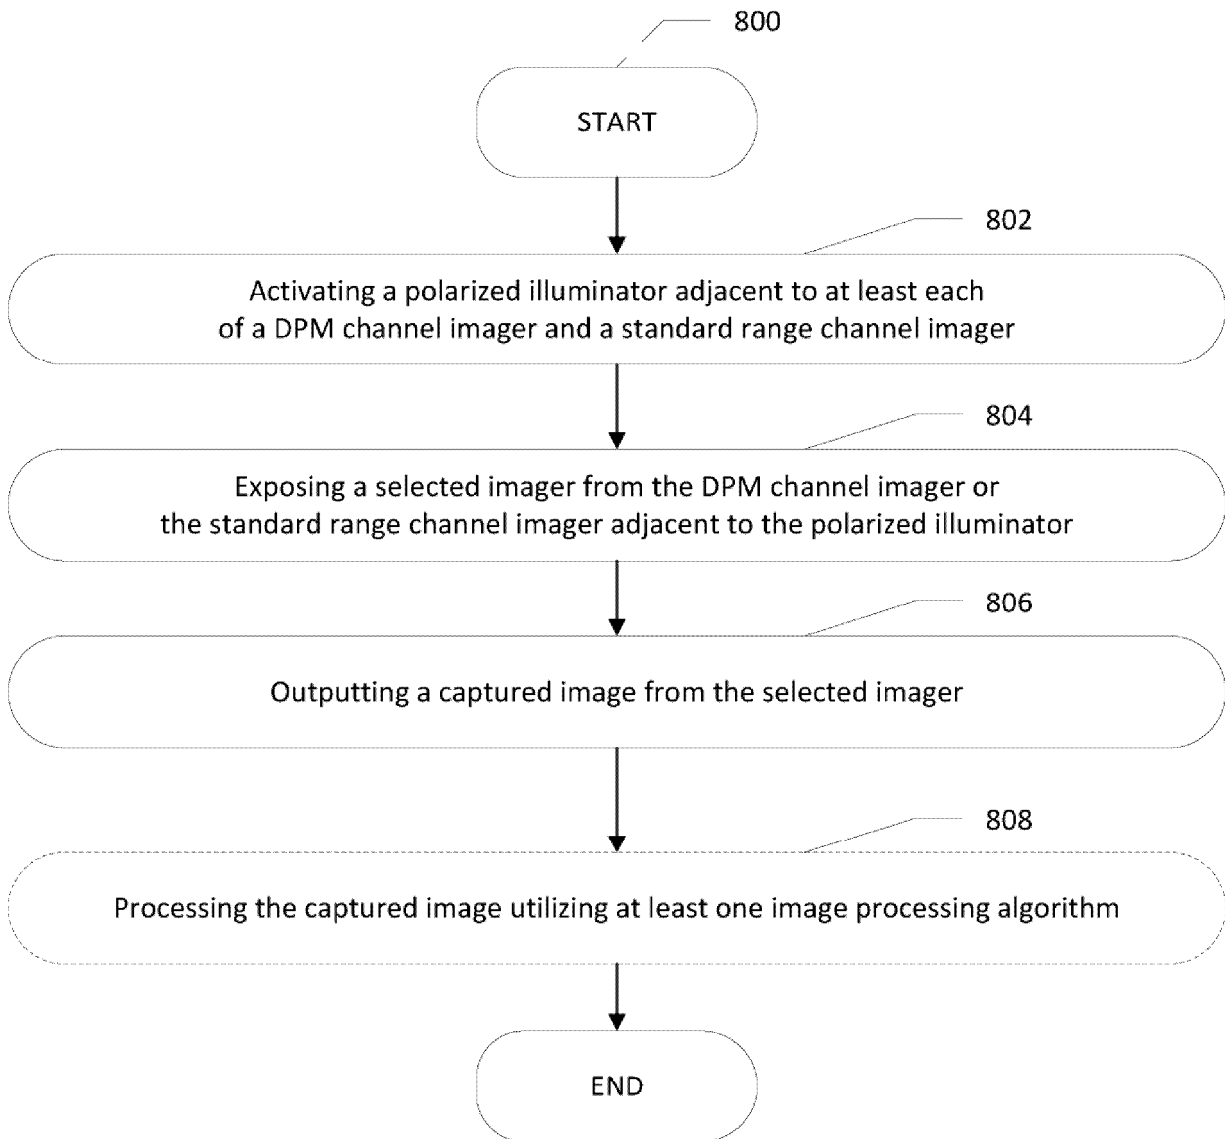 800
START
802
Activating a polarized illuminator adjacent to at least each
of a DPM channel imager and a standard range channel imager
804
Exposing a selected imager from the DPM channel imager or
the standard range channel imager adjacent to the polarized illuminator
806
Outputting a captured image from the selected imager
808
Processing the captured image utilizing at least one image processing algorithm
END